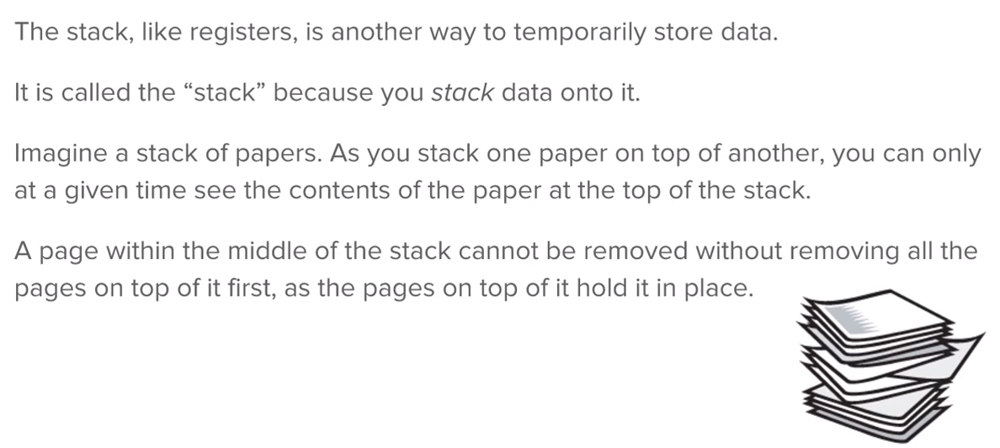 The stack, like registers, is another way to temporarily store data.
It is called the “stack” because you stack data onto it.
Imagine a stack of papers. As you stack one paper on top of another, you can only
at a given time see the contents of the paper at the top of the stack.
A page within the middle of the stack cannot be removed without removing all the
pages on top of it first, as the pages on top of it hold it in place.